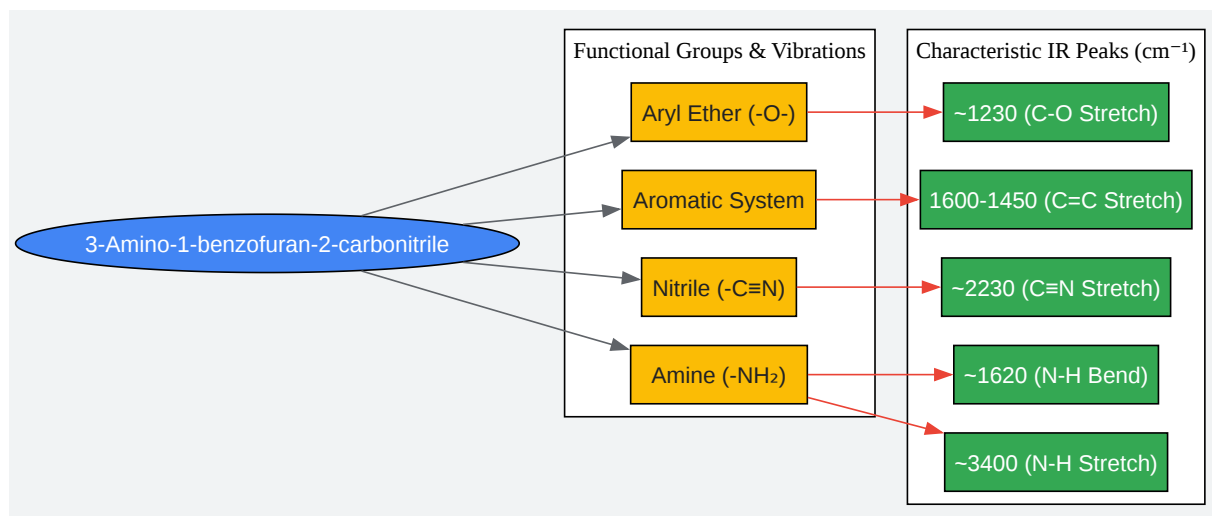 Functional Groups & Vibrations
Characteristic IR Peaks (cm⁻¹)
Aryl Ether (-O-)
~1230 (C-O Stretch)
Aromatic System
1600-1450 (C=C Stretch)
3-Amino-1-benzofuran-2-carbonitrile
Nitrile (-C≡N)
~2230 (C≡N Stretch)
Amine (-NH₂)
~1620 (N-H Bend)
~3400 (N-H Stretch)